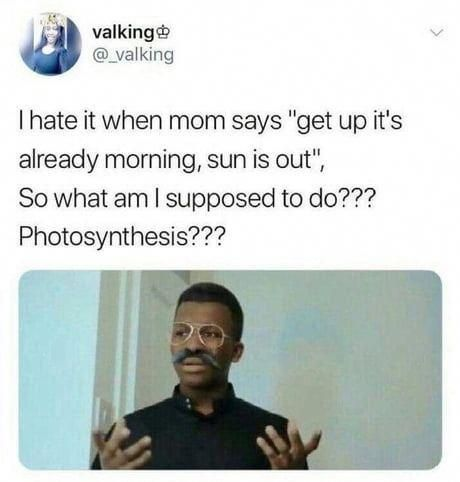 valking♔
@_valking
I hate it when mom says "get up it's
already morning, sun is out",
So what am I supposed to do???
Photosynthesis???